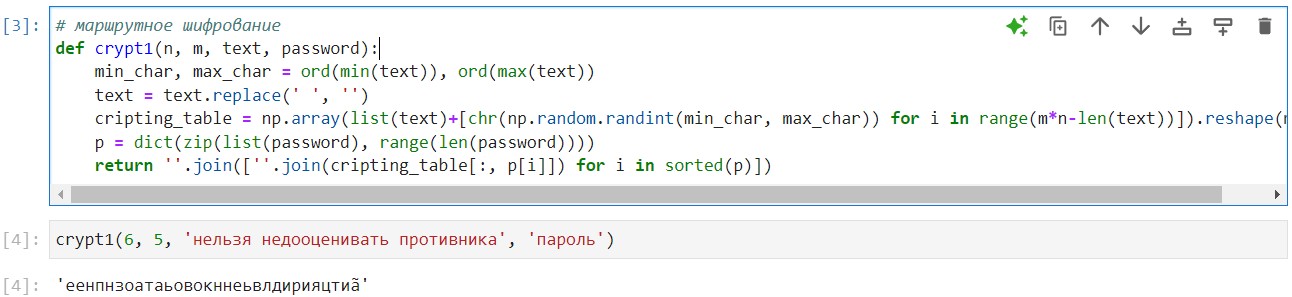 [3]:
# маршрутное шифрование
def crypt1(n, m, text, password):
    min_char, max_char = ord(min(text)), ord(max(text))
    text = text.replace(' ', '')
    cripting_table = np.array(list(text)+[chr(np.random.randint(min_char, max_char)) for i in range(m*n-len(text))]).reshape(
    p = dict(zip(list(password), range(len(password))))
    return ''.join([''.join(cripting_table[:, p[i]]) for i in sorted(p)])
[4]:
crypt1(6, 5, 'нельзя недооценивать противника', 'пароль')
[4]:
'еенпнзоатаьовокннеьвлдирияцтиã'